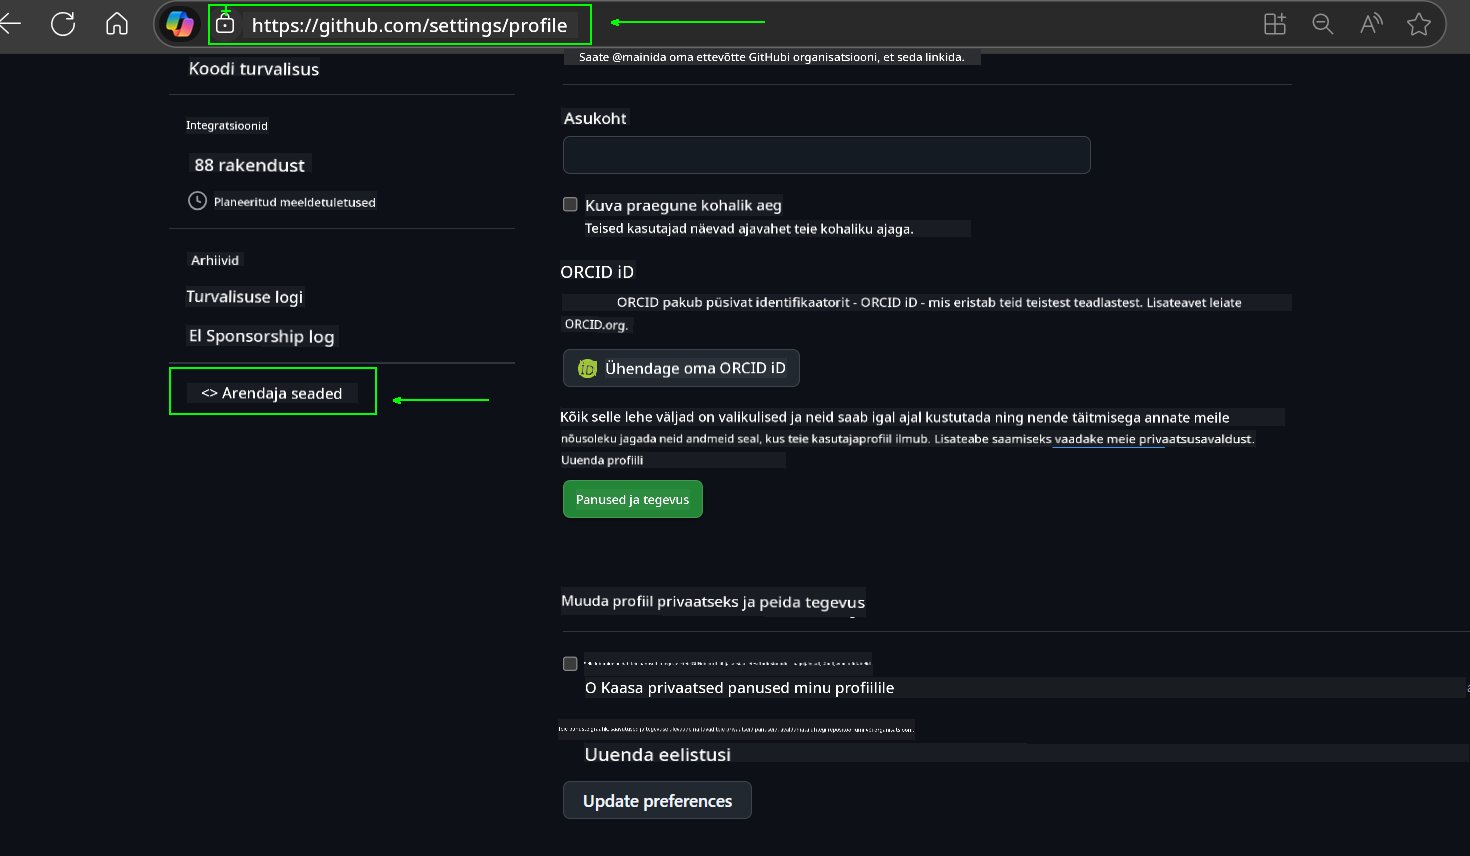 https://github.com/settings/profile
Koodi turvalisus
Integratsioonid
88 rakendust
Planeeritud meeldetuletused
Arhiivid
Turvalisuse logi
El Sponsorship log
<> Arendaja seaded
Saate @mainida oma ettevõtte GitHubi organisatsiooni, et seda linkida.
Asukoht
Kuva praegune kohalik aeg
Teised kasutajad näevad ajavahet teie kohaliku ajaga.
ORCID iD
ORCID pakub püsivat identifikaatorit - ORCID iD - mis eristab teid teistest teadlastest. Lisateavet leiate
ORCID.org.
iD Ühendage oma ORCID iD
Kõik selle lehe väljad on valikulised ja neid saab igal ajal kustutada ning nende täitmisega annate meile
nõusoleku jagada neid andmeid seal, kus teie kasutajaprofiil ilmub. Lisateabe saamiseks vaadake meie privaatsusavaldust.
Uuenda profiili
Panused ja tegevus
Muuda profiil privaatseks ja peida tegevus
O Kaasa privaatsed panused minu profiilile
Uuenda eelistusi
Update preferences